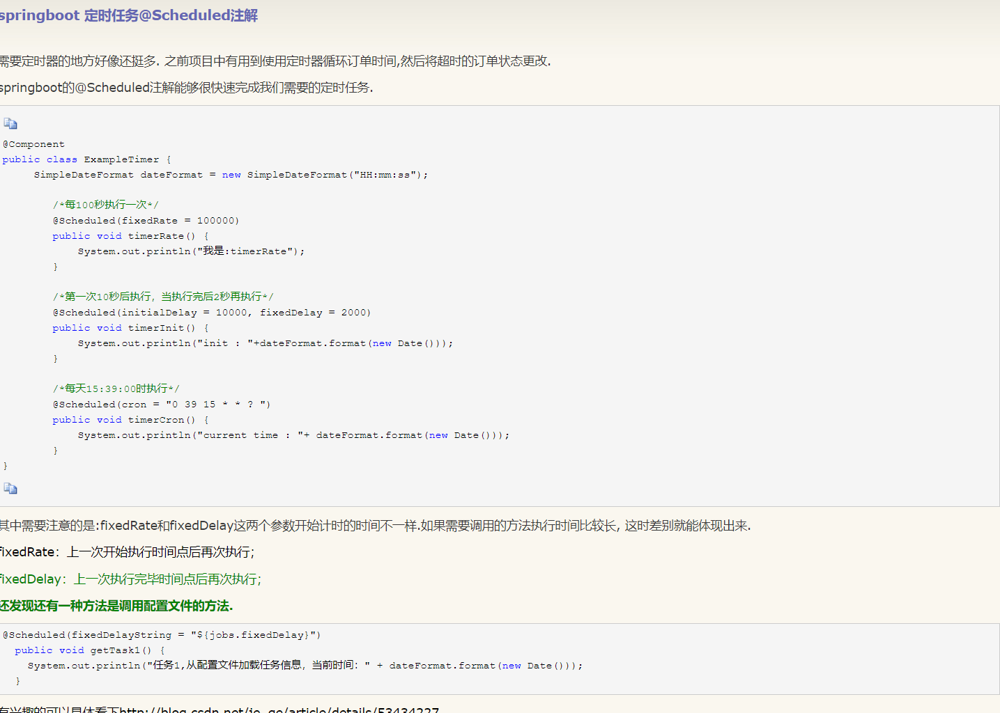 springboot 定时任务@Scheduled注解
需要定时器的地方好像还挺多. 之前项目中有用到使用定时器循环订单时间,然后将超时的订单状态更改.
springboot的@Scheduled注解能够很快速完成我们需要的定时任务.
@Component
public class ExampleTimer {
SimpleDateFormat dateFormat = new SimpleDateFormat("HH:mm:ss");
/*每100秒执行一次*/
@Scheduled(fixedRate = 100000)
public void timerRate() {
System.out.println("我是:timerRate");
}
/*第一次10秒后执行，当执行完后2秒再执行*/
@Scheduled(initialDelay = 10000, fixedDelay = 2000)
public void timerInit() {
System.out.println("init : "+dateFormat.format(new Date()));
}
/*每天15:39:00时执行*/
@Scheduled(cron = "0 39 15 * * ? ")
public void timerCron() {
System.out.println("current time : "+ dateFormat.format(new Date()));
}
}
其中需要注意的是:fixedRate和fixedDelay这两个参数开始计时的时间不一样.如果需要调用的方法执行时间比较长, 这时差别就能体现出来.
fixedRate：上一次开始执行时间点后再次执行；
fixedDelay：上一次执行完毕时间点后再次执行；
还发现还有一种方法是调用配置文件的方法.
@Scheduled(fixedDelayString = "${jobs.fixedDelay}")
public void getTask1() {
System.out.println("任务1,从配置文件加载任务信息，当前时间：" + dateFormat.format(new Date()));
}
有兴趣的可以具体看下http://blog.csdn.net/je_ge/article/details/53434227